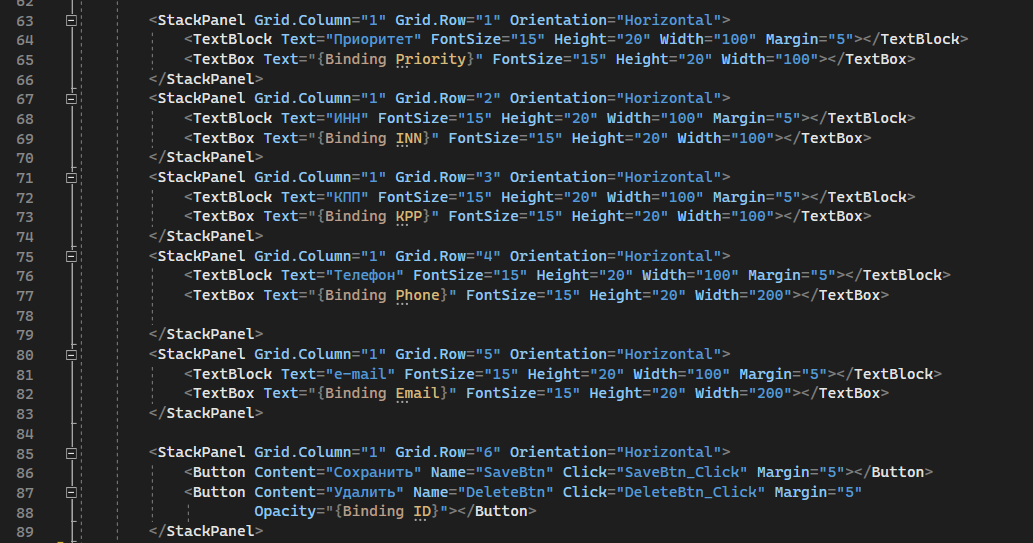 62
63 <StackPanel Grid.Column="1" Grid.Row="1" Orientation="Horizontal">
64 <TextBlock Text="Приоритет" FontSize="15" Height="20" Width="100" Margin="5"></TextBlock>
65 <TextBox Text="{Binding Priority}" FontSize="15" Height="20" Width="100"></TextBox>
66 </StackPanel>
67 <StackPanel Grid.Column="1" Grid.Row="2" Orientation="Horizontal">
68 <TextBlock Text="ИНН" FontSize="15" Height="20" Width="100" Margin="5"></TextBlock>
69 <TextBox Text="{Binding INN}" FontSize="15" Height="20" Width="100"></TextBox>
70 </StackPanel>
71 <StackPanel Grid.Column="1" Grid.Row="3" Orientation="Horizontal">
72 <TextBlock Text="КПП" FontSize="15" Height="20" Width="100" Margin="5"></TextBlock>
73 <TextBox Text="{Binding KPP}" FontSize="15" Height="20" Width="100"></TextBox>
74 </StackPanel>
75 <StackPanel Grid.Column="1" Grid.Row="4" Orientation="Horizontal">
76 <TextBlock Text="Телефон" FontSize="15" Height="20" Width="100" Margin="5"></TextBlock>
77 <TextBox Text="{Binding Phone}" FontSize="15" Height="20" Width="200"></TextBox>
78
79 </StackPanel>
80 <StackPanel Grid.Column="1" Grid.Row="5" Orientation="Horizontal">
81 <TextBlock Text="e-mail" FontSize="15" Height="20" Width="100" Margin="5"></TextBlock>
82 <TextBox Text="{Binding Email}" FontSize="15" Height="20" Width="200"></TextBox>
83 </StackPanel>
84
85 <StackPanel Grid.Column="1" Grid.Row="6" Orientation="Horizontal">
86 <Button Content="Сохранить" Name="SaveBtn" Click="SaveBtn_Click" Margin="5"></Button>
87 <Button Content="Удалить" Name="DeleteBtn" Click="DeleteBtn_Click" Margin="5"
88 Opacity="{Binding ID}"></Button>
89 </StackPanel>